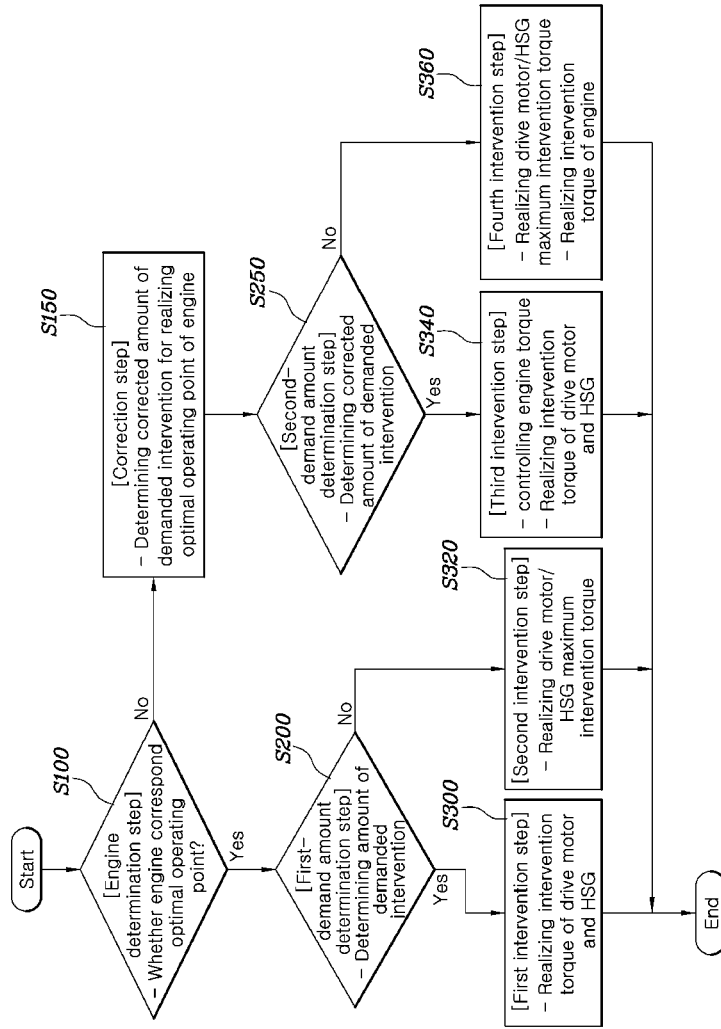 Start
S100
[Engine
determination step]
- Whether engine correspond
optimal operating
point?
No
Yes
S150
[Correction step]
- Determining corrected amount of
demanded intervention for realizing
optimal operating point of engine
S200
[First-
demand amount
determination step]
- Determining amount of
demanded
intervention
No
Yes
S250
[Second-
demand amount
determination step]
- Determining corrected
amount of demanded
intervention
No
Yes
S300
[First intervention step]
- Realizing intervention
torque of drive motor
and HSG
S320
[Second intervention step]
- Realizing drive motor/
HSG maximum
intervention torque
S340
[Third intervention step]
- controlling engine torque
- Realizing intervention
torque of drive motor
and HSG
S360
[Fourth intervention step]
- Realizing drive motor/HSG
maximum intervention torque
- Realizing intervention
torque of engine
End